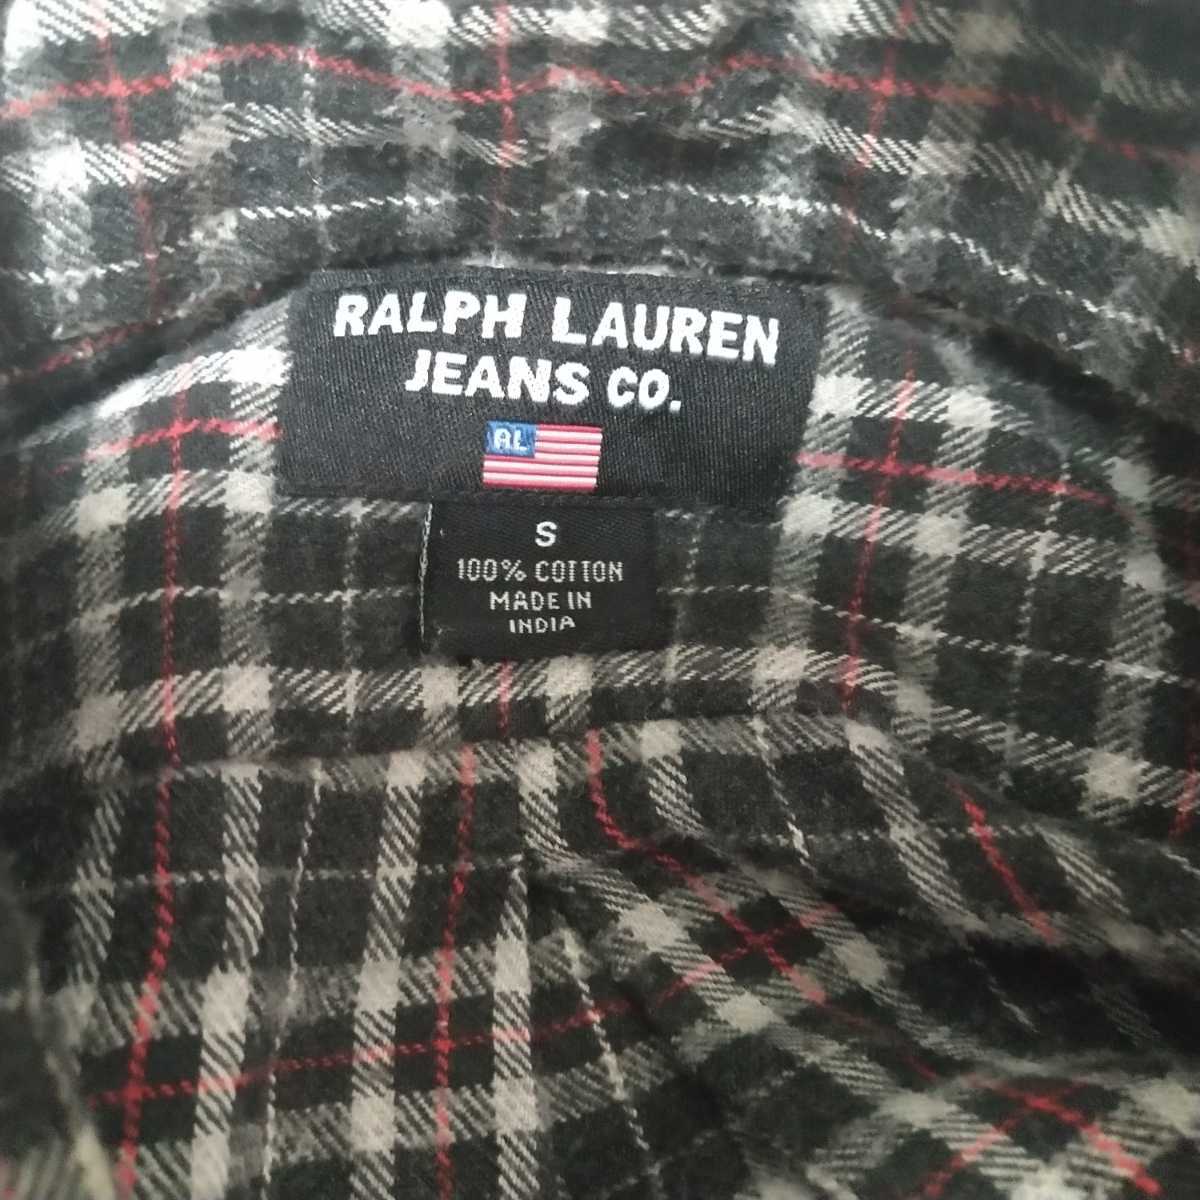 RALPH LAUREN
JEANS CO.
RL
S
100% COTTON
MADE IN
INDIA